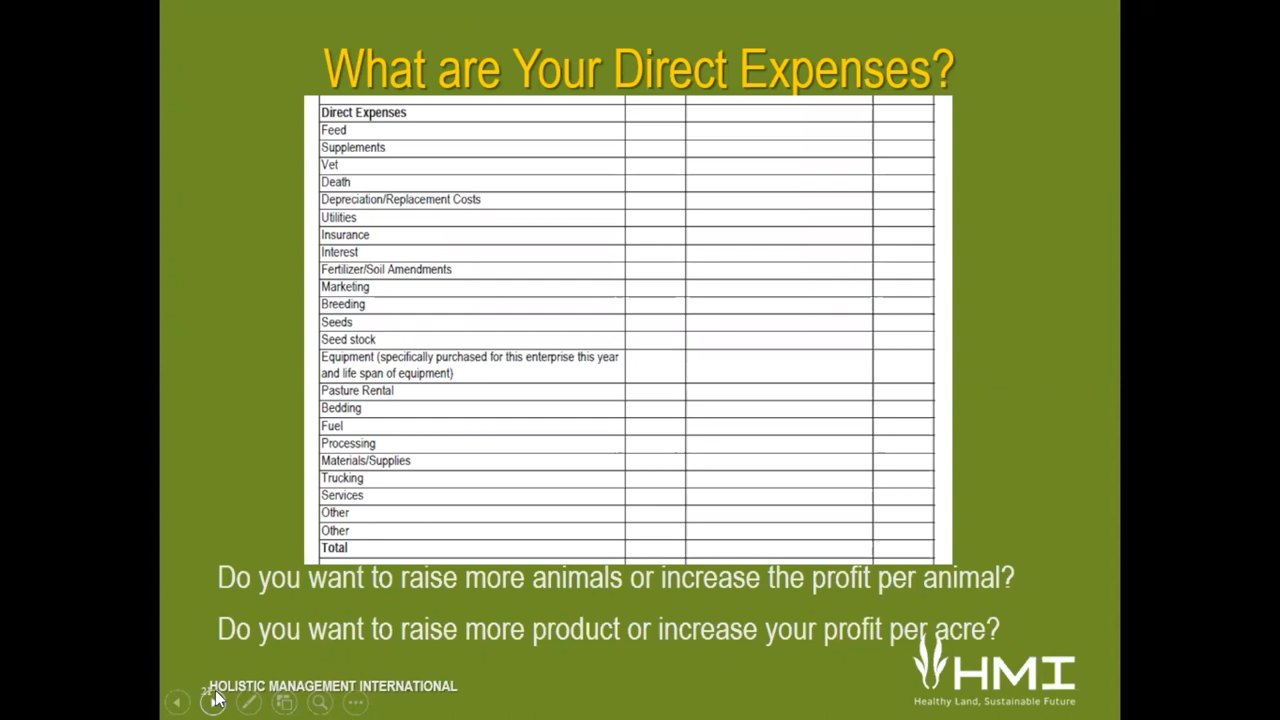 What are Your Direct Expenses?
Direct Expenses
Feed
Supplements
Vet
Death
Depreciation/Replacement Costs
Utilities
Insurance
Interest
Fertilizer/Soil Amendments
Marketing
Breeding
Seeds
Seed stock
Equipment (specifically purchased for this enterprise this year
and life span of equipment)
Pasture Rental
Bedding
Fuel
Processing
Materials/Supplies
Trucking
Services
Other
Other
Total
Do you want to raise more animals or increase the profit per animal?
Do you want to raise more product or increase your profit per acre?
HOLISTIC MANAGEMENT INTERNATIONAL
HMI
Healthy Land, Sustainable Future